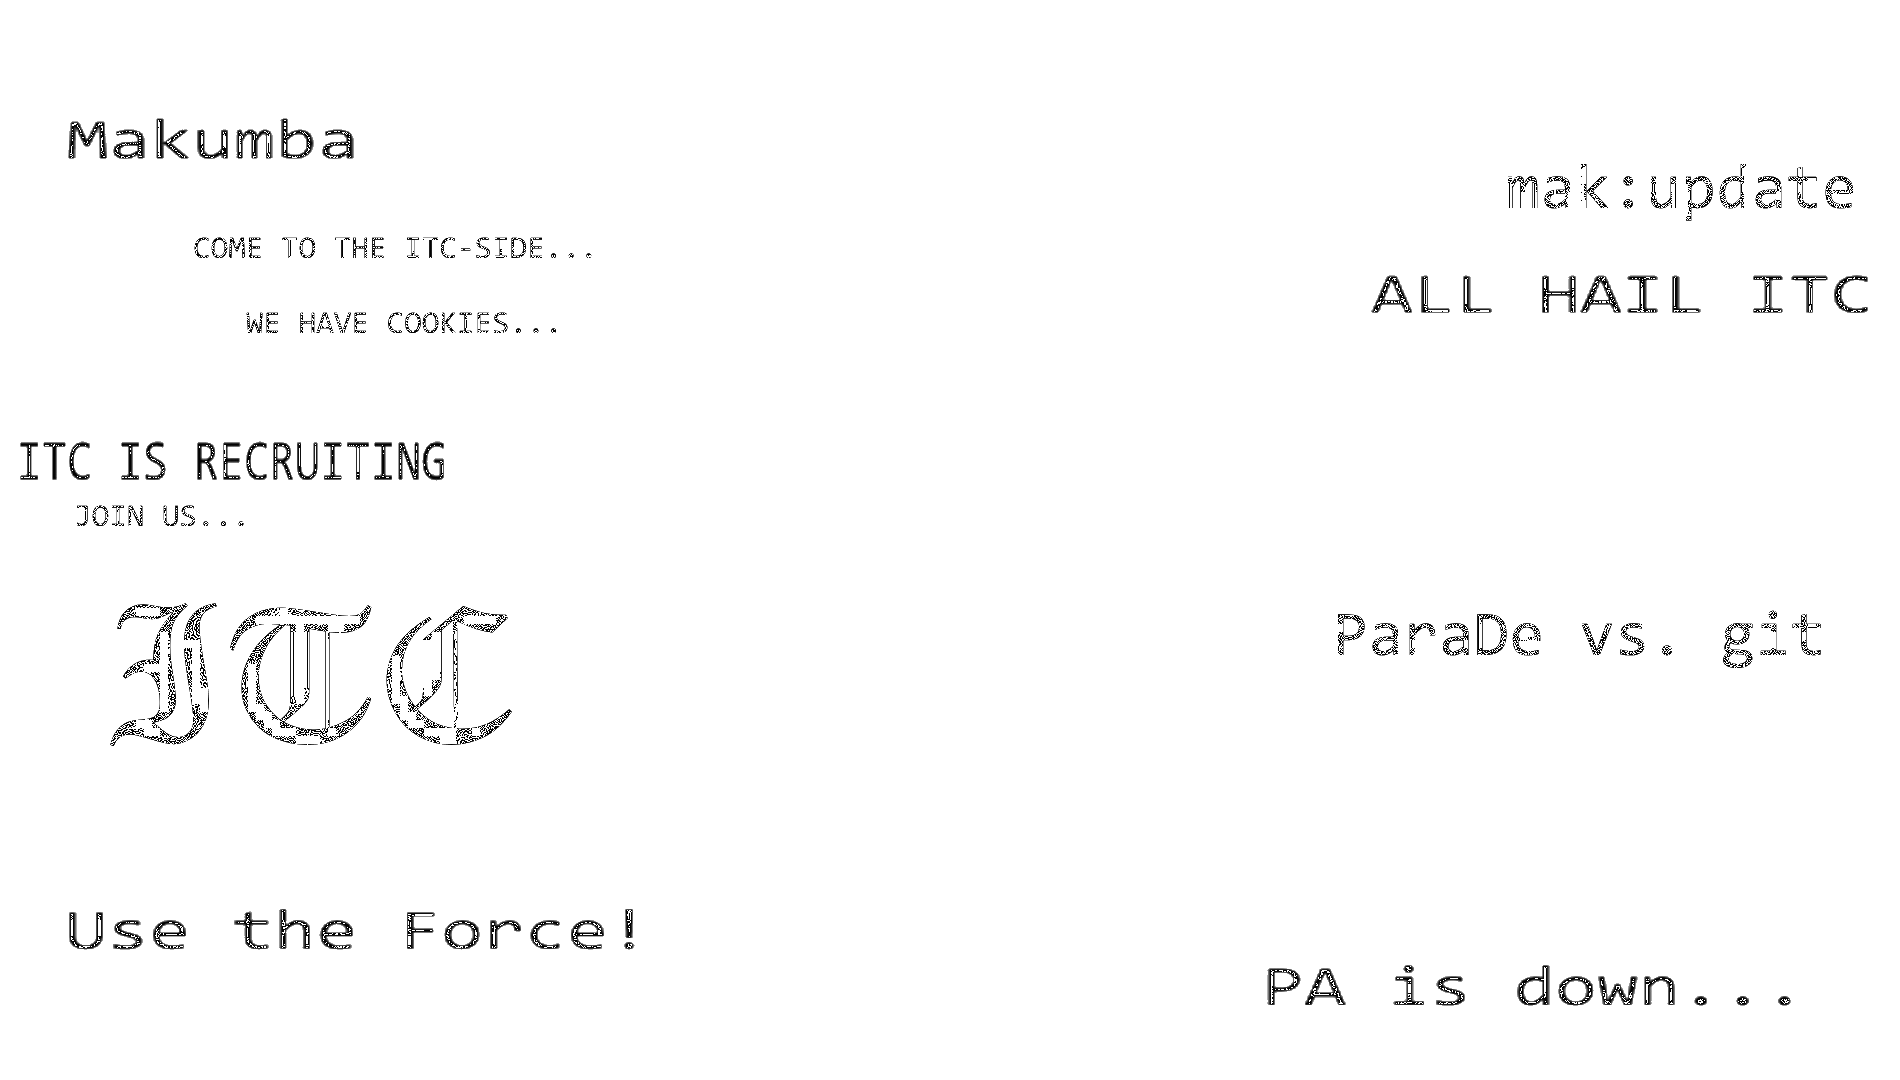 Makumba
COME TO THE ITC-SIDE...
WE HAVE COOKIES...
ITC IS RECRUITING
JOIN US...
ITC
Use the Force!
mak:update
ALL HAIL ITC
ParaDe vs. git
PA is down...